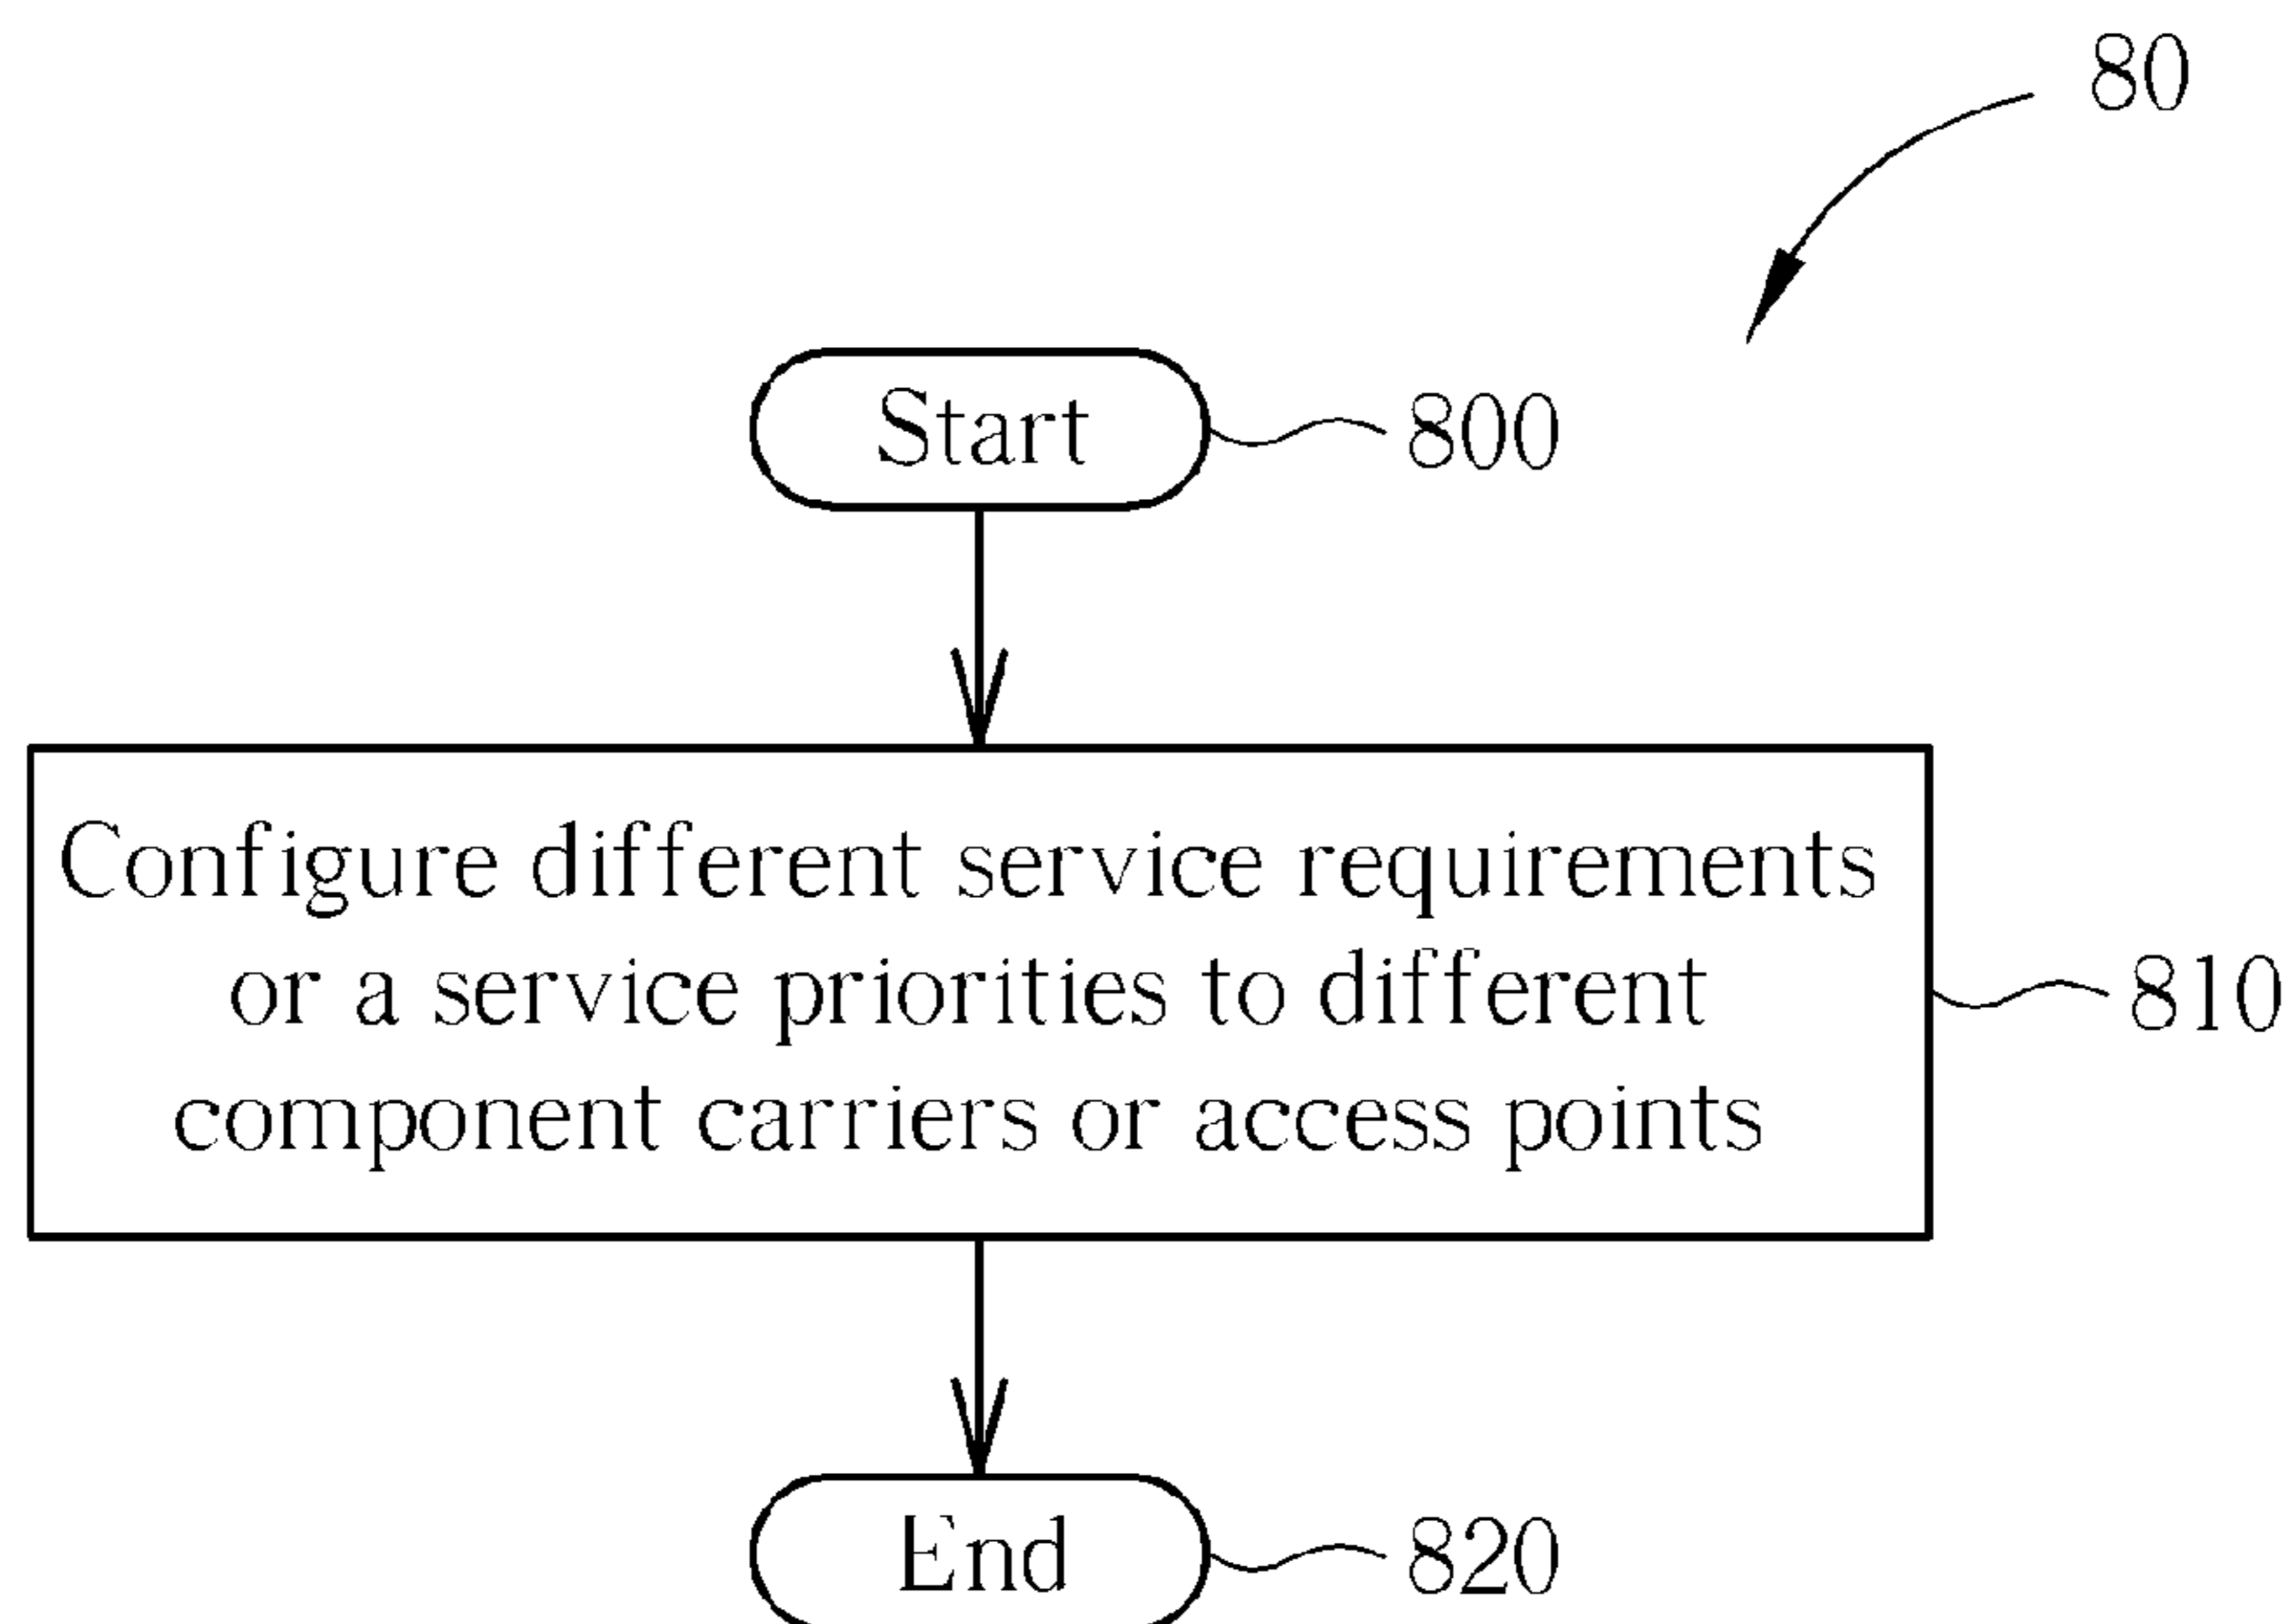 80
Start
800
Configure different service requirements
or a service priorities to different
component carriers or access points
810
End
820